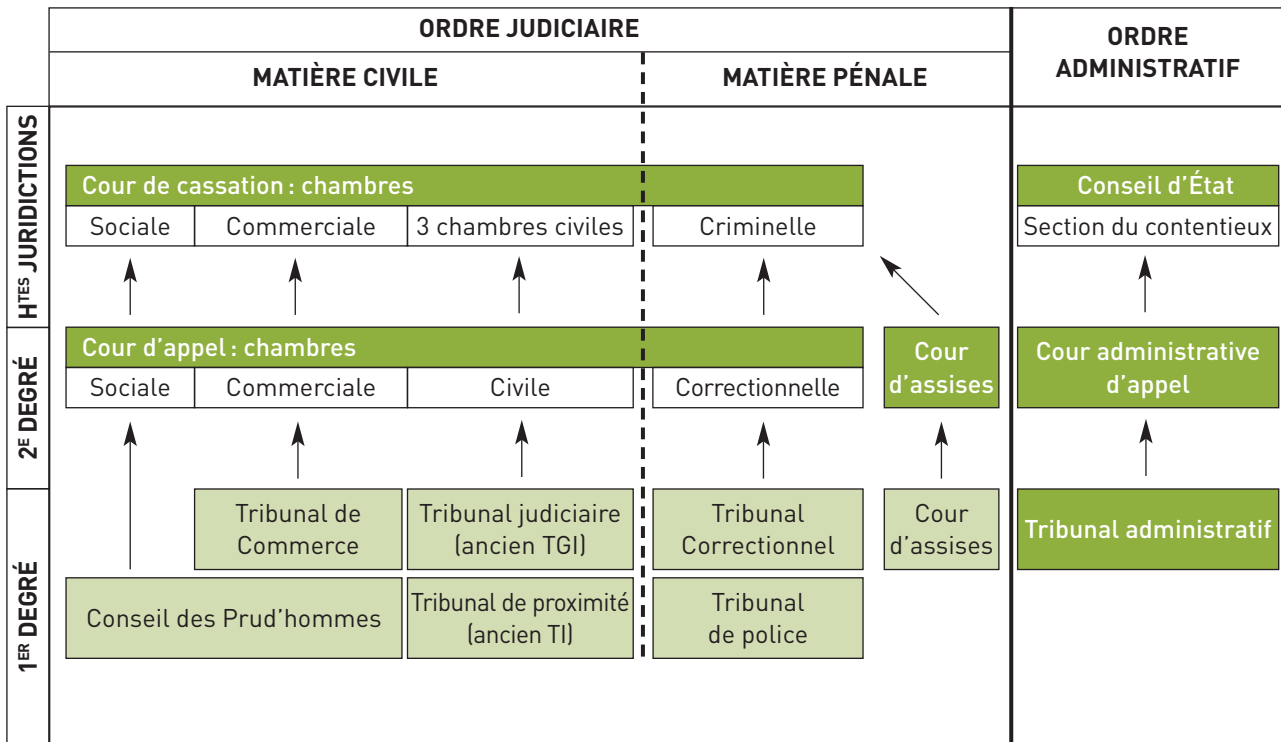 ORDRE JUDICIAIRE
ORDRE
ADMINISTRATIF
MATIÈRE CIVILE
MATIÈRE PÉNALE
HTES JURIDICTIONS
Cour de cassation : chambres
Sociale
Commerciale
3 chambres civiles
Criminelle
Conseil d’État
Section du contentieux
2E DEGRÉ
Cour d’appel : chambres
Sociale
Commerciale
Civile
Correctionnelle
Cour
d’assises
Cour administrative
d’appel
1ER DEGRÉ
Tribunal de
Commerce
Tribunal judiciaire
(ancien TGI)
Tribunal
Correctionnel
Cour
d’assises
Tribunal administratif
Conseil des Prud’hommes
Tribunal de proximité
(ancien TI)
Tribunal
de police